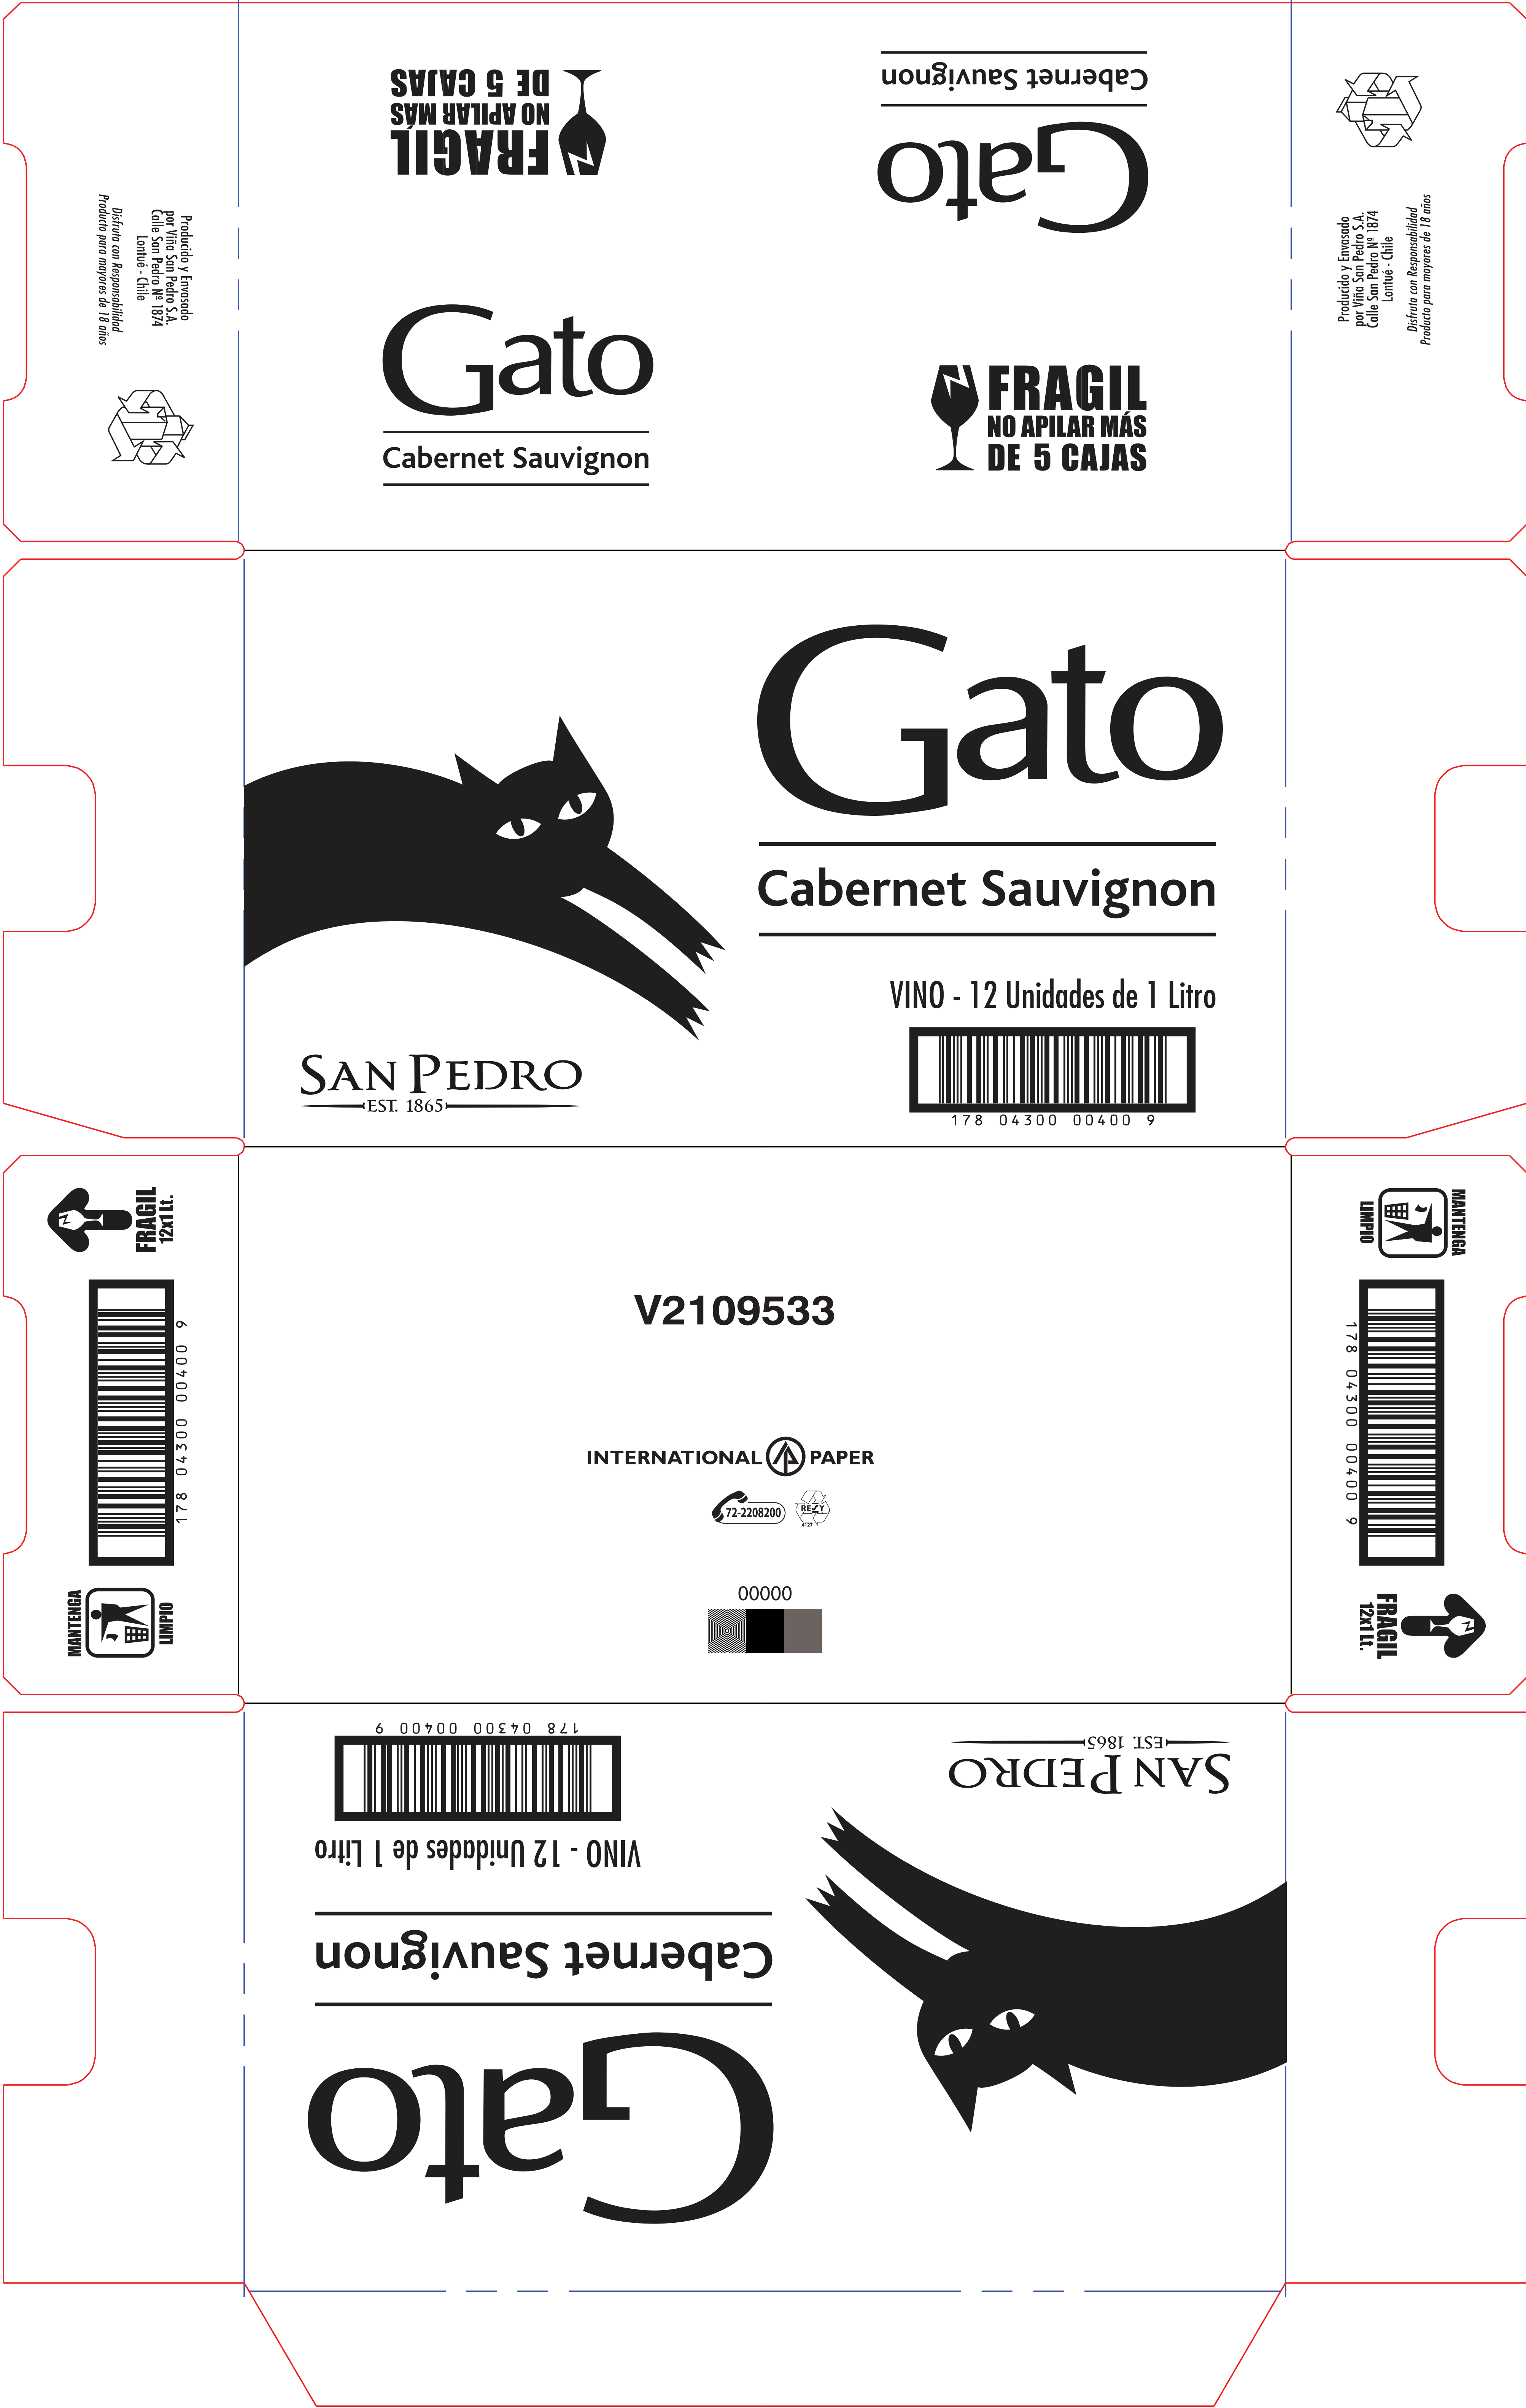 FRAGIL
NO APILAR MÁS
DE 5 CAJAS
Gato
Cabernet Sauvignon
Producido y Envasado
por Viña San Pedro S.A.
Calle San Pedro Nº 1874
Lontué - Chile
Disfruta con Responsabilidad
Producto para mayores de 18 años
Producido y Envasado
por Viña San Pedro S.A.
Calle San Pedro Nº 1874
Lontué - Chile
Disfruta con Responsabilidad
Producto para mayores de 18 años
Gato
Cabernet Sauvignon
FRAGIL
NO APILAR MÁS
DE 5 CAJAS
Gato
Cabernet Sauvignon
VINO - 12 Unidades de 1 Litro
178 04300 00400 9
SAN PEDRO
EST. 1865
FRAGIL
12x1 Lt.
178 04300 00400 9
MANTENGA
LIMPIO
V2109533
INTERNATIONAL PAPER
72-2208200
RESY
4127
00000
MANTENGA
LIMPIO
178 04300 00400 9
FRAGIL
12x1 Lt.
SAN PEDRO
EST. 1865
Gato
Cabernet Sauvignon
VINO - 12 Unidades de 1 Litro
178 04300 00400 9